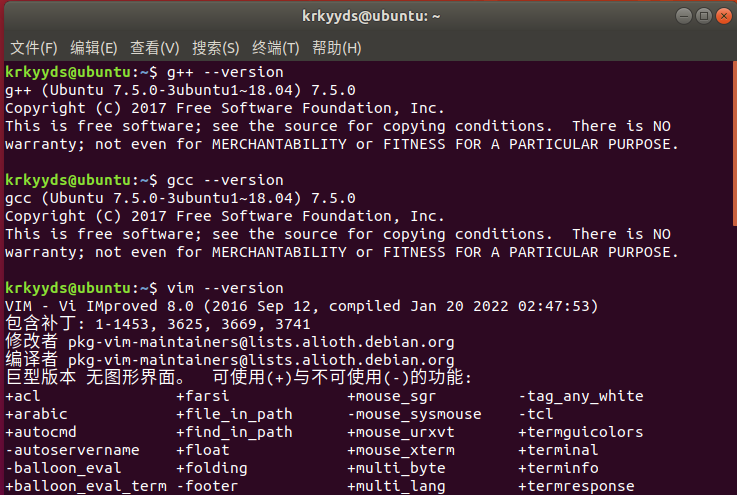 krkyyds@ubuntu: ~
文件(F) 编辑(E) 查看(V) 搜索(S) 终端(T) 帮助(H)
krkyyds@ubuntu:~$ g++ --version
g++ (Ubuntu 7.5.0-3ubuntu1~18.04) 7.5.0
Copyright (C) 2017 Free Software Foundation, Inc.
This is free software; see the source for copying conditions.  There is NO
warranty; not even for MERCHANTABILITY or FITNESS FOR A PARTICULAR PURPOSE.
krkyyds@ubuntu:~$ gcc --version
gcc (Ubuntu 7.5.0-3ubuntu1~18.04) 7.5.0
Copyright (C) 2017 Free Software Foundation, Inc.
This is free software; see the source for copying conditions.  There is NO
warranty; not even for MERCHANTABILITY or FITNESS FOR A PARTICULAR PURPOSE.
krkyyds@ubuntu:~$ vim --version
VIM - Vi IMproved 8.0 (2016 Sep 12, compiled Jan 20 2022 02:47:53)
包含补丁: 1-1453, 3625, 3669, 3741
修改者 pkg-vim-maintainers@lists.alioth.debian.org
编译者 pkg-vim-maintainers@lists.alioth.debian.org
巨型版本 无图形界面。  可使用(+)与不可使用(-)的功能:
+acl +farsi +mouse_sgr -tag_any_white
+arabic +file_in_path -mouse_sysmouse -tcl
+autocmd +find_in_path +mouse_urxvt +termguicolors
-autoservername +float +mouse_xterm +terminal
-balloon_eval +folding +multi_byte +terminfo
+balloon_eval_term -footer +multi_lang +termresponse